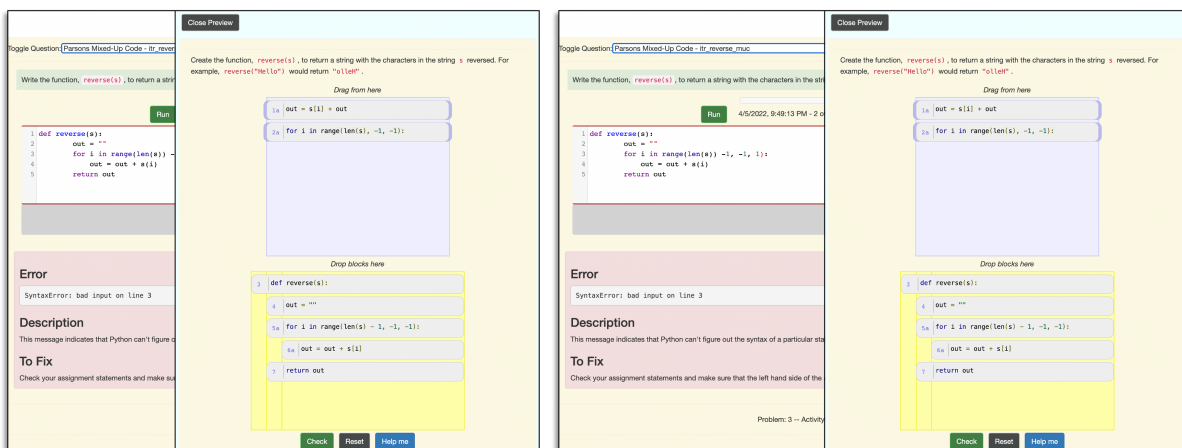 Close Preview
Toggle Question: Parsons Mixed-Up Code - itr_rever
Create the function, reverse(s), to return a string with the characters in the string s reversed. For
example, reverse("Hello") would return "olleH".
Write the function, reverse(s), to return a strin
Drag from here
1a out = s[i] + out
2a for i in range(len(s), -1, -1):
Run
1 def reverse(s):
2 out = ""
3 for i in range(len(s)) -
4 out = out + s(i)
5 return out
Drop blocks here
3 def reverse(s):
4 out = ""
5a for i in range(len(s) - 1, -1, -1):
6a out = out + s[i]
7 return out
Error
SyntaxError: bad input on line 3
Description
This message indicates that Python can't figure o
To Fix
Check your assignment statements and make su
Check Reset Help me
Close Preview
Toggle Question: Parsons Mixed-Up Code - itr_reverse_muc
Create the function, reverse(s), to return a string with the characters in the string s reversed. For
example, reverse("Hello") would return "olleH".
Write the function, reverse(s), to return a string with the characters in the stri
Drag from here
1a out = s[i] + out
2a for i in range(len(s), -1, -1):
Run 4/5/2022, 9:49:13 PM - 2 o
1 def reverse(s):
2 out = ""
3 for i in range(len(s)) -1, -1, 1):
4 out = out + s(i)
5 return out
Drop blocks here
3 def reverse(s):
4 out = ""
5a for i in range(len(s) - 1, -1, -1):
6a out = out + s[i]
7 return out
Error
SyntaxError: bad input on line 3
Description
This message indicates that Python can't figure out the syntax of a particular sta
To Fix
Check your assignment statements and make sure that the left hand side of the
Problem: 3 -- Activity
Check Reset Help me